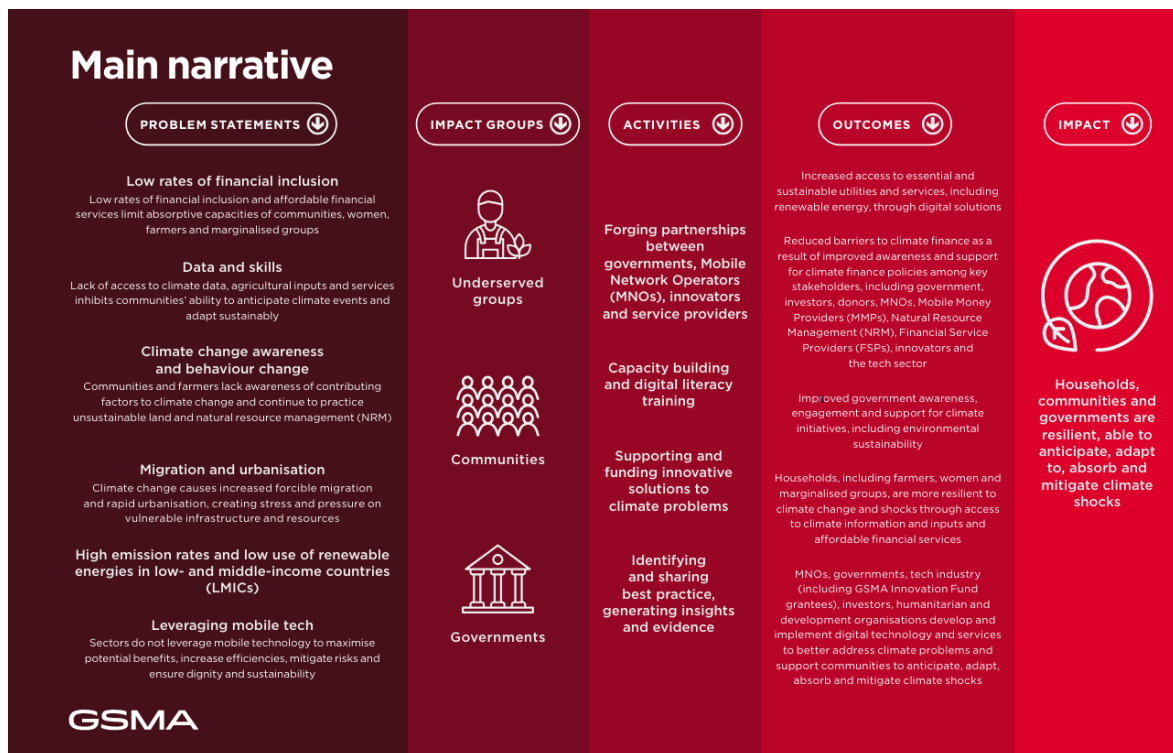 Main narrative
PROBLEM STATEMENTS
Low rates of financial inclusion
Low rates of financial inclusion and affordable financial
services limit absorptive capacities of communities, women,
farmers and marginalised groups
Data and skills
Lack of access to climate data, agricultural inputs and services
inhibits communities' ability to anticipate climate events and
adapt sustainably
Climate change awareness
and behaviour change
Communities and farmers lack awareness of contributing
factors to climate change and continue to practice
unsustainable land and natural resource management (NRM)
Migration and urbanisation
Climate change causes increased forcible migration
and rapid urbanisation, creating stress and pressure on
vulnerable infrastructure and resources
High emission rates and low use of renewable
energies in low- and middle-income countries
(LMICs)
Leveraging mobile tech
Sectors do not leverage mobile technology to maximise
potential benefits, increase efficiencies, mitigate risks and
ensure dignity and sustainability
GSMA
IMPACT GROUPS
Underserved
groups
Communities
Governments
ACTIVITIES
Forging partnerships
between
governments, Mobile
Network Operators
(MNOs), innovators
and service providers
Capacity building
and digital literacy
training
Supporting and
funding innovative
solutions to
climate problems
Identifying
and sharing
best practice,
generating insights
and evidence
OUTCOMES
Increased access to essential and
sustainable utilities and services, including
renewable energy, through digital solutions
Reduced barriers to climate finance as a
result of improved awareness and support
for climate finance policies among key
stakeholders, including government,
investors, donors, MNOs, Mobile Money
Providers (MMPs), Natural Resource
Management (NRM), Financial Service
Providers (FSPs), innovators and
the tech sector
Improved government awareness,
engagement and support for climate
initiatives, including environmental
sustainability
Households, including farmers, women and
marginalised groups, are more resilient to
climate change and shocks through access
to climate information and inputs and
affordable financial services
MNOs, governments, tech industry
(including GSMA Innovation Fund
grantees), investors, humanitarian and
development organisations develop and
implement digital technology and services
to better address climate problems and
support communities to anticipate, adapt,
absorb and mitigate climate shocks
IMPACT
Households,
communities and
governments are
resilient, able to
anticipate, adapt
to, absorb and
mitigate climate
shocks